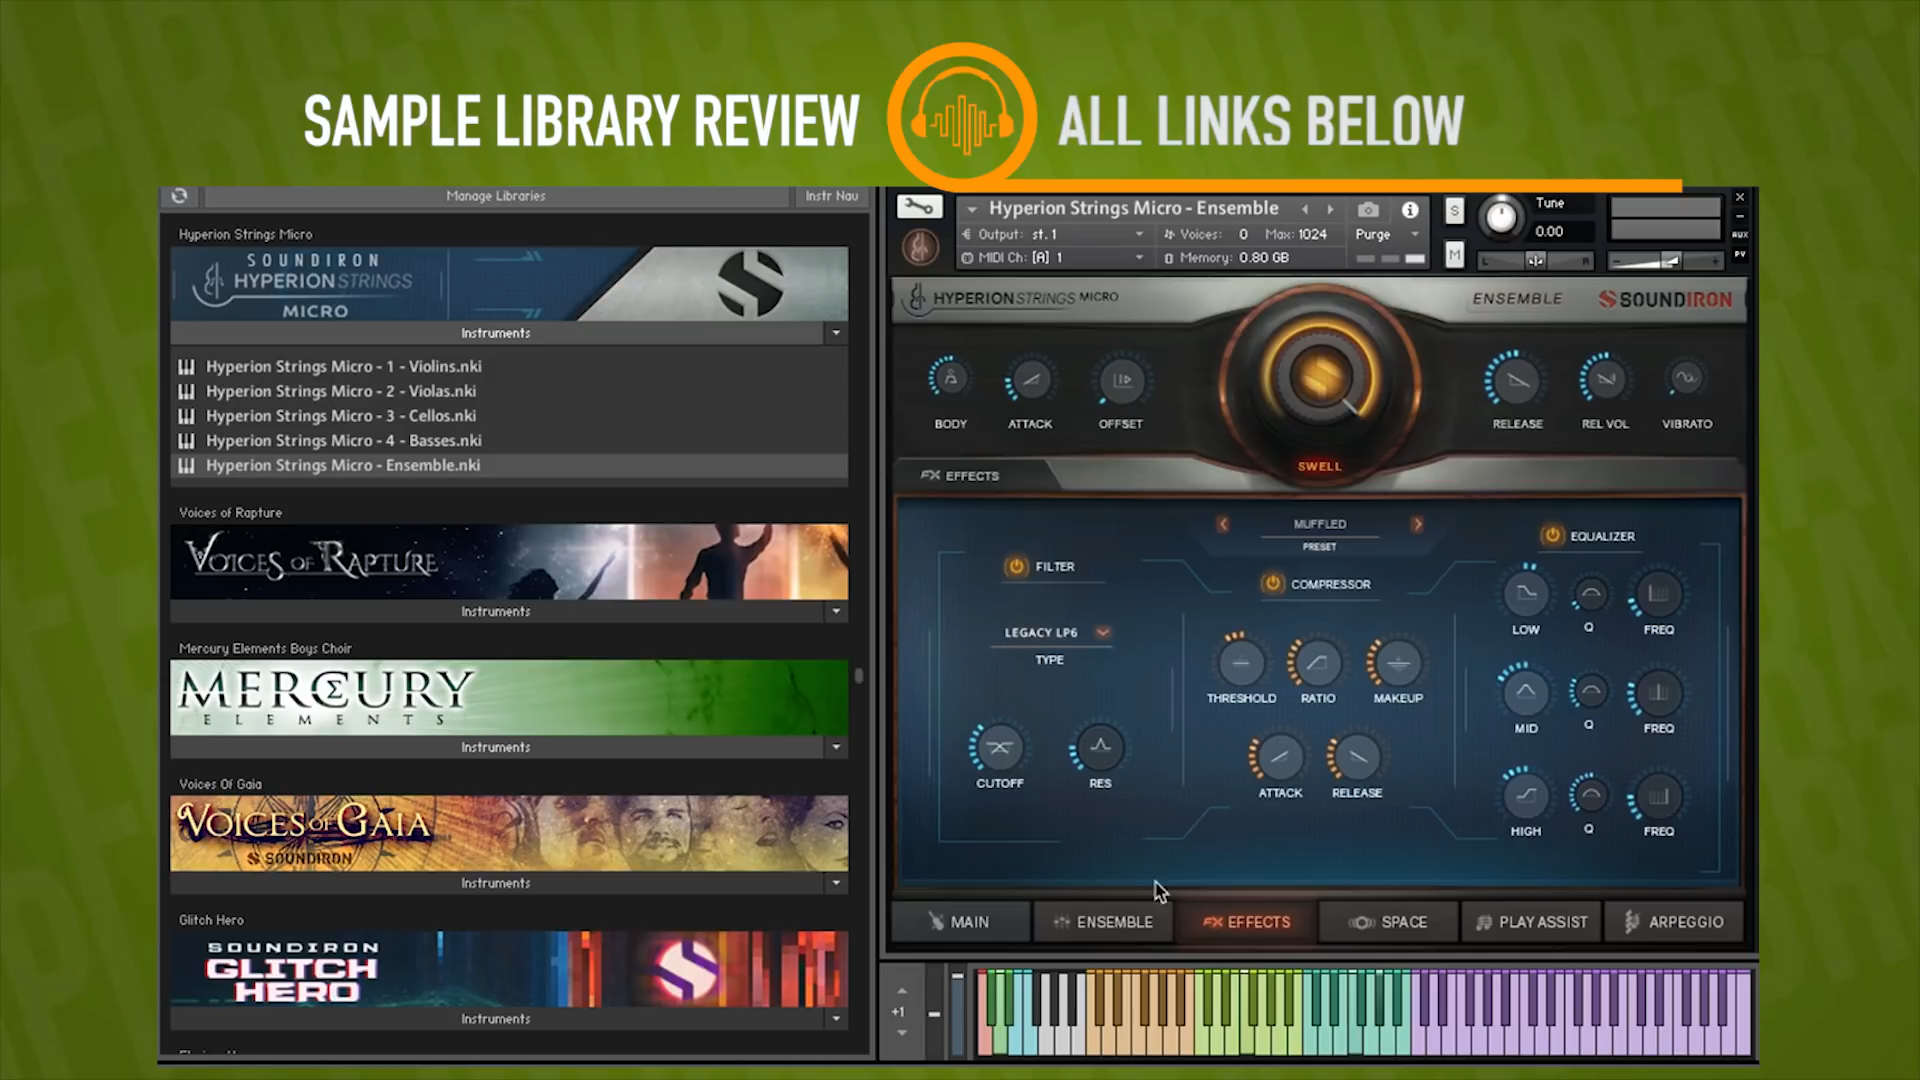 SAMPLE LIBRARY REVIEW
ALL LINKS BELOW
Manage Libraries
Instr Nav
Hyperion Strings Micro
SOUNDIRON
HYPERION STRINGS
MICRO
Instruments
Hyperion Strings Micro - 1 - Violins.nki
Hyperion Strings Micro - 2 - Violas.nki
Hyperion Strings Micro - 3 - Cellos.nki
Hyperion Strings Micro - 4 - Basses.nki
Hyperion Strings Micro - Ensemble.nki
Voices of Rapture
VOICES OF RAPTURE
Instruments
Mercury Elements Boys Choir
MERCURY
ELEMENTS
Instruments
Voices Of Gaia
VOICES OF GAIA
SOUNDIRON
Instruments
Glitch Hero
SOUNDIRON
GLITCH
HERO
Instruments
Hyperion Strings Micro - Ensemble
Output: st. 1
Voices: 0 Max: 1024
Purge
MIDI Ch: [A] 1
Memory: 0.80 GB
S
M
Tune
0.00
L R
- +
x
-
AUX
PV
HYPERION STRINGS MICRO
ENSEMBLE
SOUNDIRON
BODY
ATTACK
OFFSET
SWELL
RELEASE
REL VOL
VIBRATO
FX EFFECTS
MUFFLED
PRESET
FILTER
LEGACY LP6
TYPE
CUTOFF
RES
COMPRESSOR
THRESHOLD
RATIO
MAKEUP
ATTACK
RELEASE
EQUALIZER
LOW Q FREQ
MID Q FREQ
HIGH Q FREQ
MAIN
ENSEMBLE
FX EFFECTS
SPACE
PLAY ASSIST
ARPEGGIO
+1